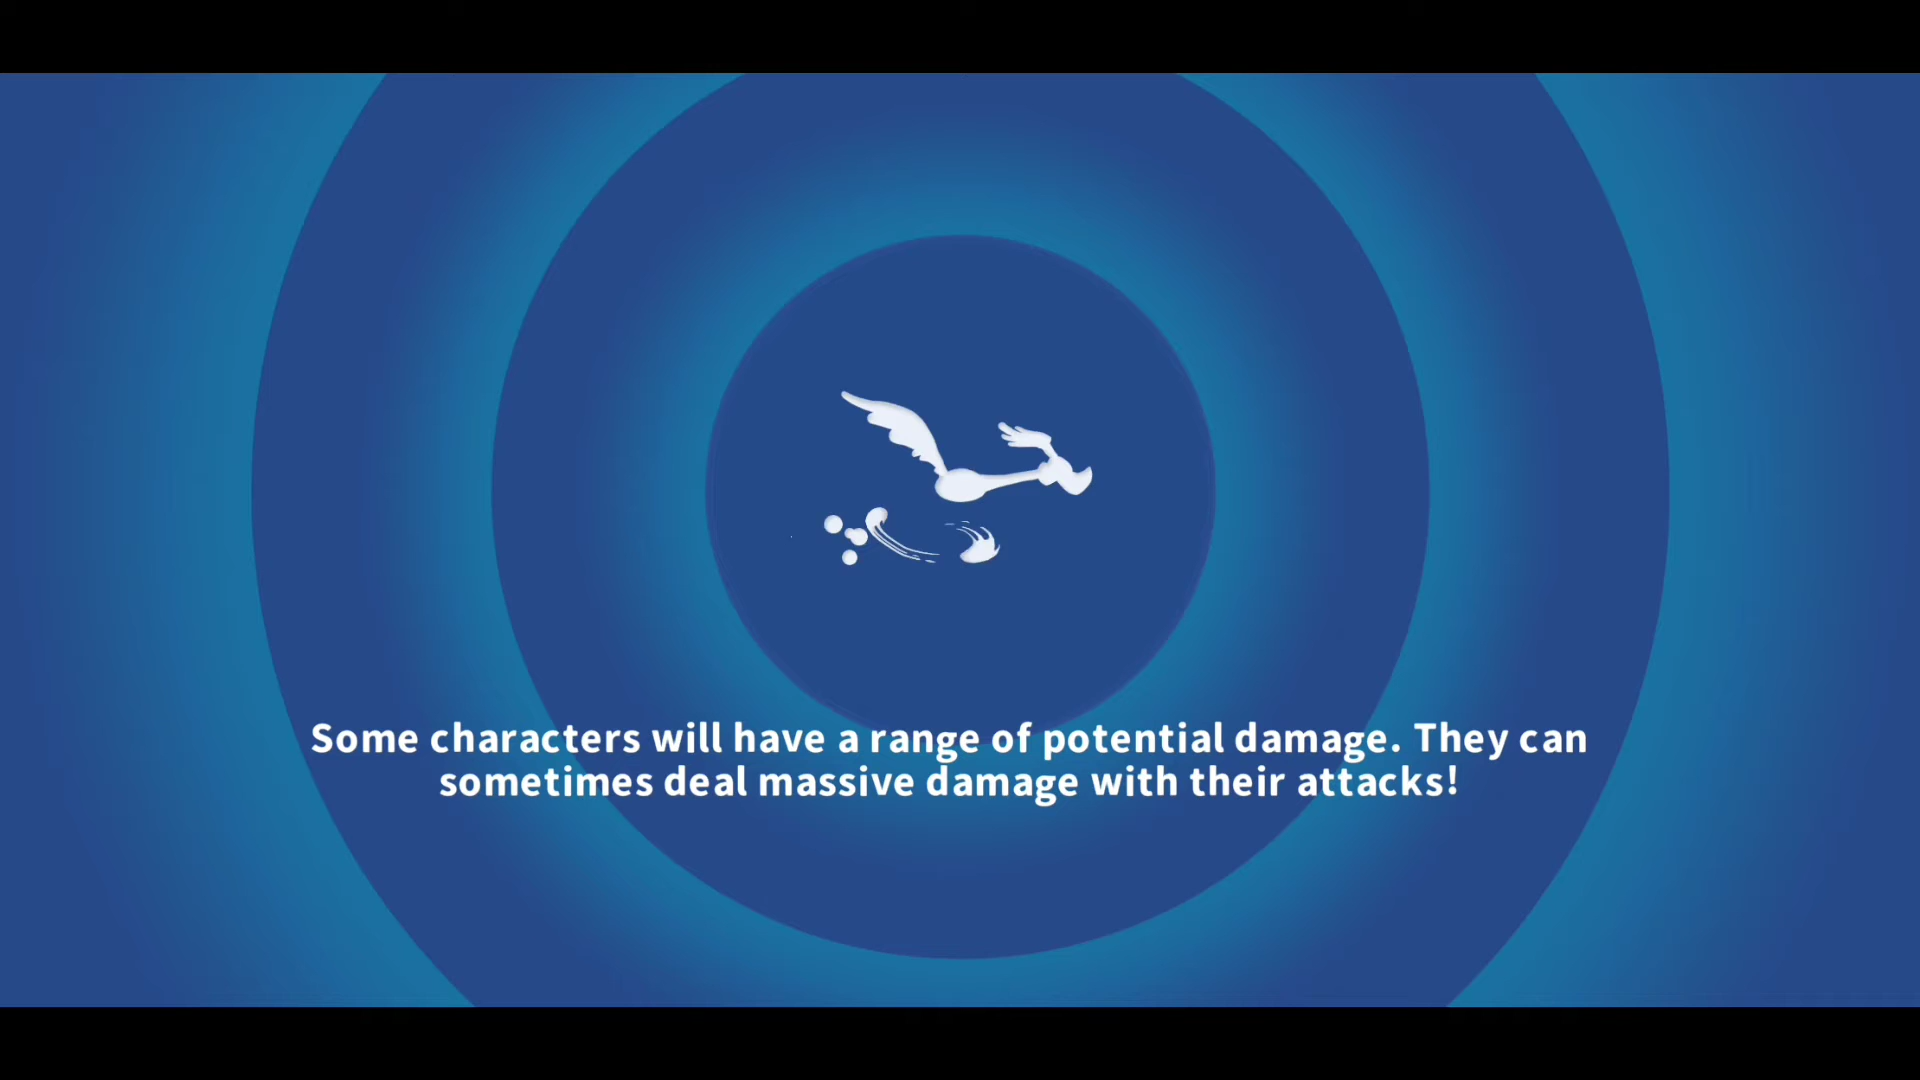 Some characters will have a range of potential damage. They can
sometimes deal massive damage with their attacks!